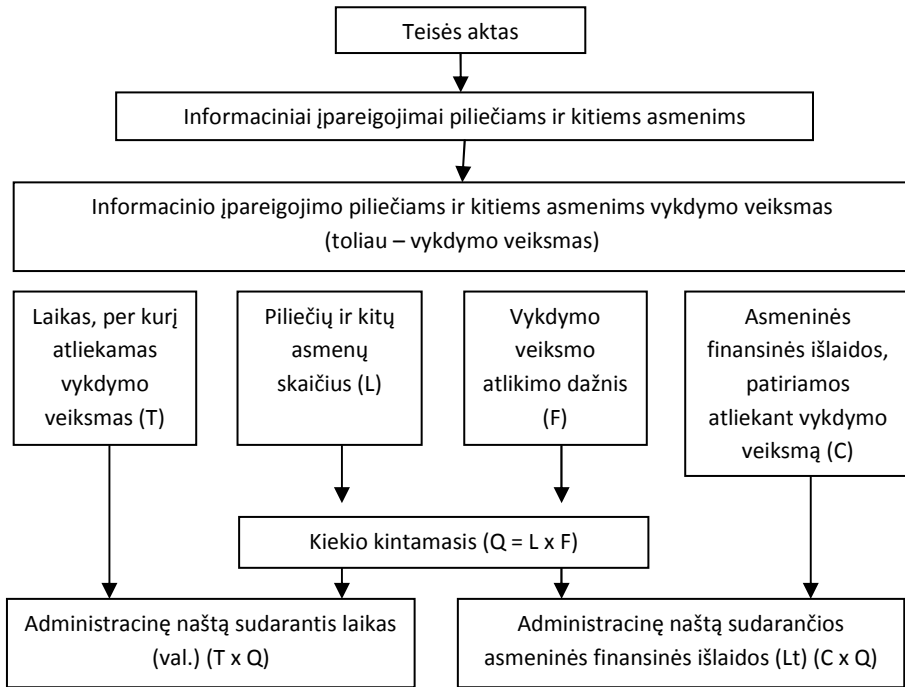 Teisės aktas
Informaciniai įpareigojimai piliečiams ir kitiems asmenims
Informacinio įpareigojimo piliečiams ir kitiems asmenims vykdymo veiksmas
(toliau – vykdymo veiksmas)
Laikas, per kurį
atliekamas
vykdymo
veiksmas (T)
Piliečių ir kitų
asmenų
skaičius (L)
Vykdymo
veiksmo
atlikimo dažnis
(F)
Asmeninės
finansinės išlaidos,
patiriamos
atliekant vykdymo
veiksmą (C)
Kiekio kintamasis (Q = L x F)
Administracinę naštą sudarantis laikas
(val.) (T x Q)
Administracinę naštą sudarančios
asmeninės finansinės išlaidos (Lt) (C x Q)